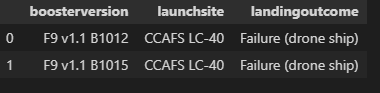 boosterversion launchsite landingoutcome
0 F9 v1.1 B1012 CCAFS LC-40 Failure (drone ship)
1 F9 v1.1 B1015 CCAFS LC-40 Failure (drone ship)